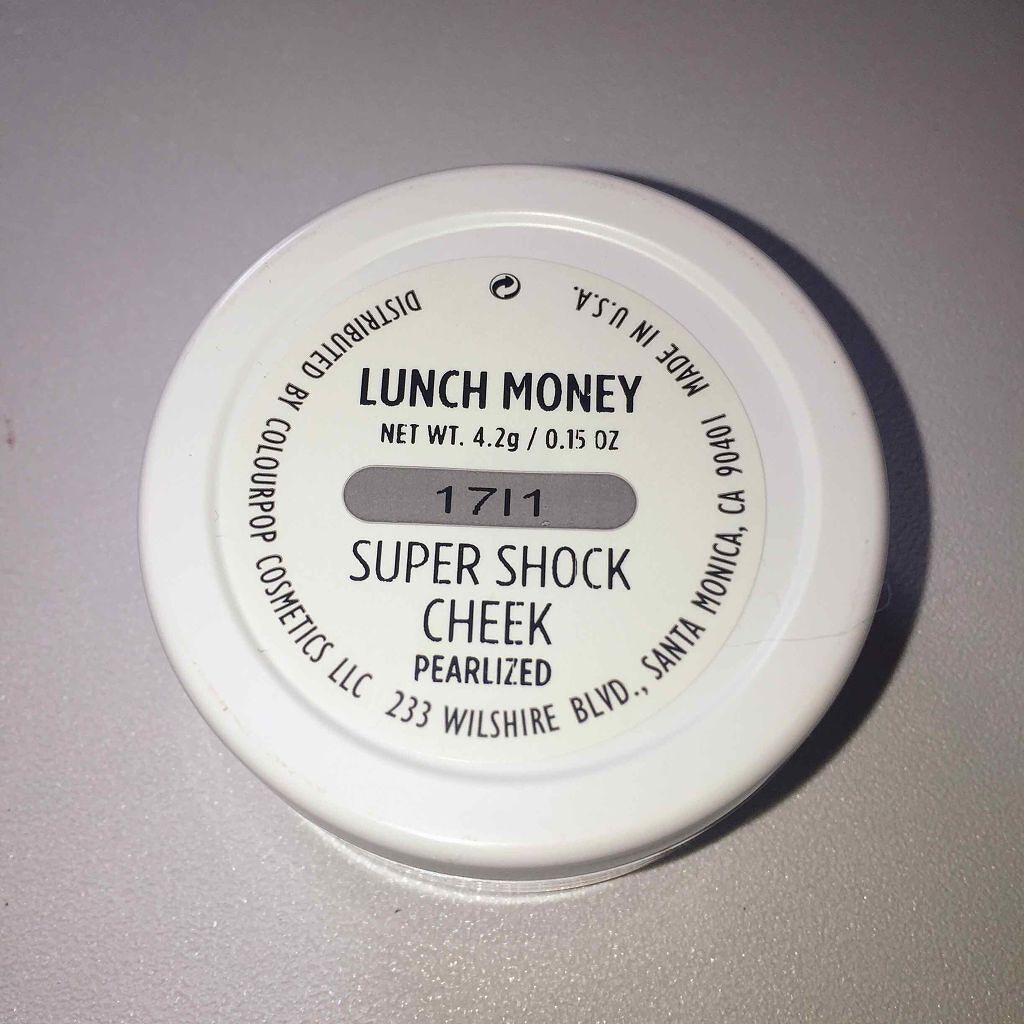 LUNCH MONEY
NET WT. 4.2g / 0.15 OZ
17I1
SUPER SHOCK
CHEEK
PEARLIZED
DISTRIBUTED BY COLOURPOP COSMETICS LLC 233 WILSHIRE BLVD., SANTA MONICA, CA 90401 MADE IN U.S.A.